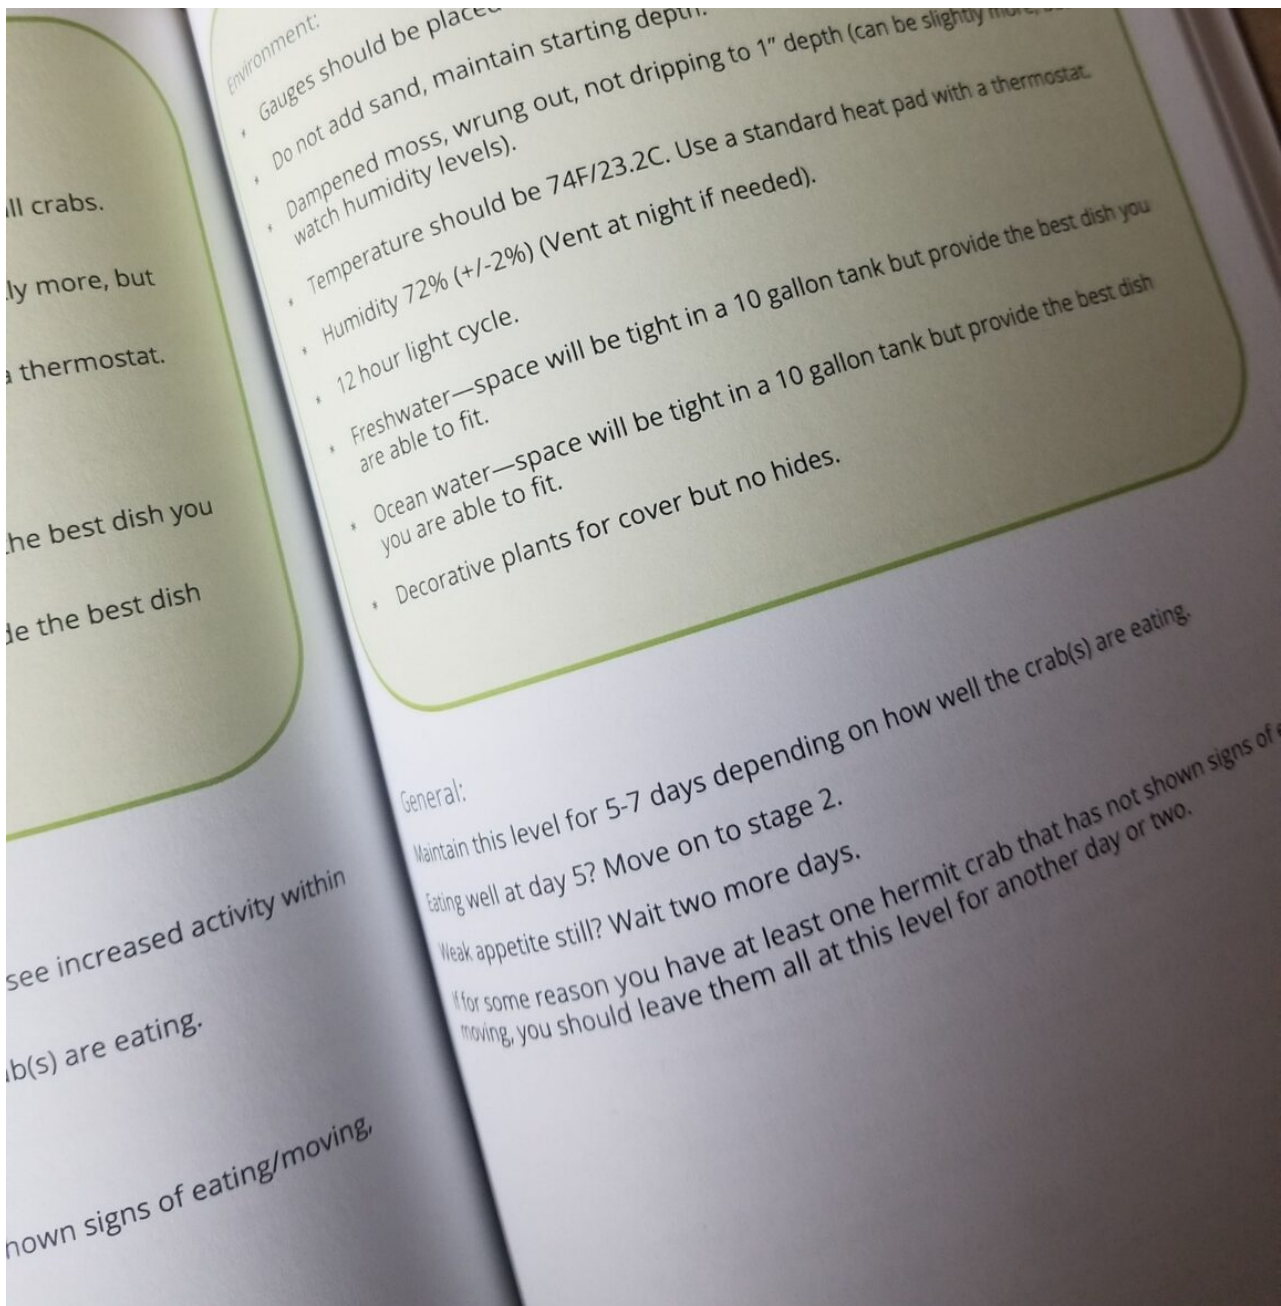 ll crabs.
ly more, but
a thermostat.
the best dish you
de the best dish
see increased activity within
b(s) are eating.
hown signs of eating/moving,
Environment:
* Gauges should be placed
* Do not add sand, maintain starting depth.
* Dampened moss, wrung out, not dripping to 1” depth (can be slightly more,
watch humidity levels).
* Temperature should be 74F/23.2C. Use a standard heat pad with a thermostat.
* Humidity 72% (+/-2%) (Vent at night if needed).
* 12 hour light cycle.
* Freshwater—space will be tight in a 10 gallon tank but provide the best dish you
are able to fit.
* Ocean water—space will be tight in a 10 gallon tank but provide the best dish
you are able to fit.
* Decorative plants for cover but no hides.
General:
Maintain this level for 5-7 days depending on how well the crab(s) are eating.
Eating well at day 5? Move on to stage 2.
Weak appetite still? Wait two more days.
If for some reason you have at least one hermit crab that has not shown signs of
moving, you should leave them all at this level for another day or two.